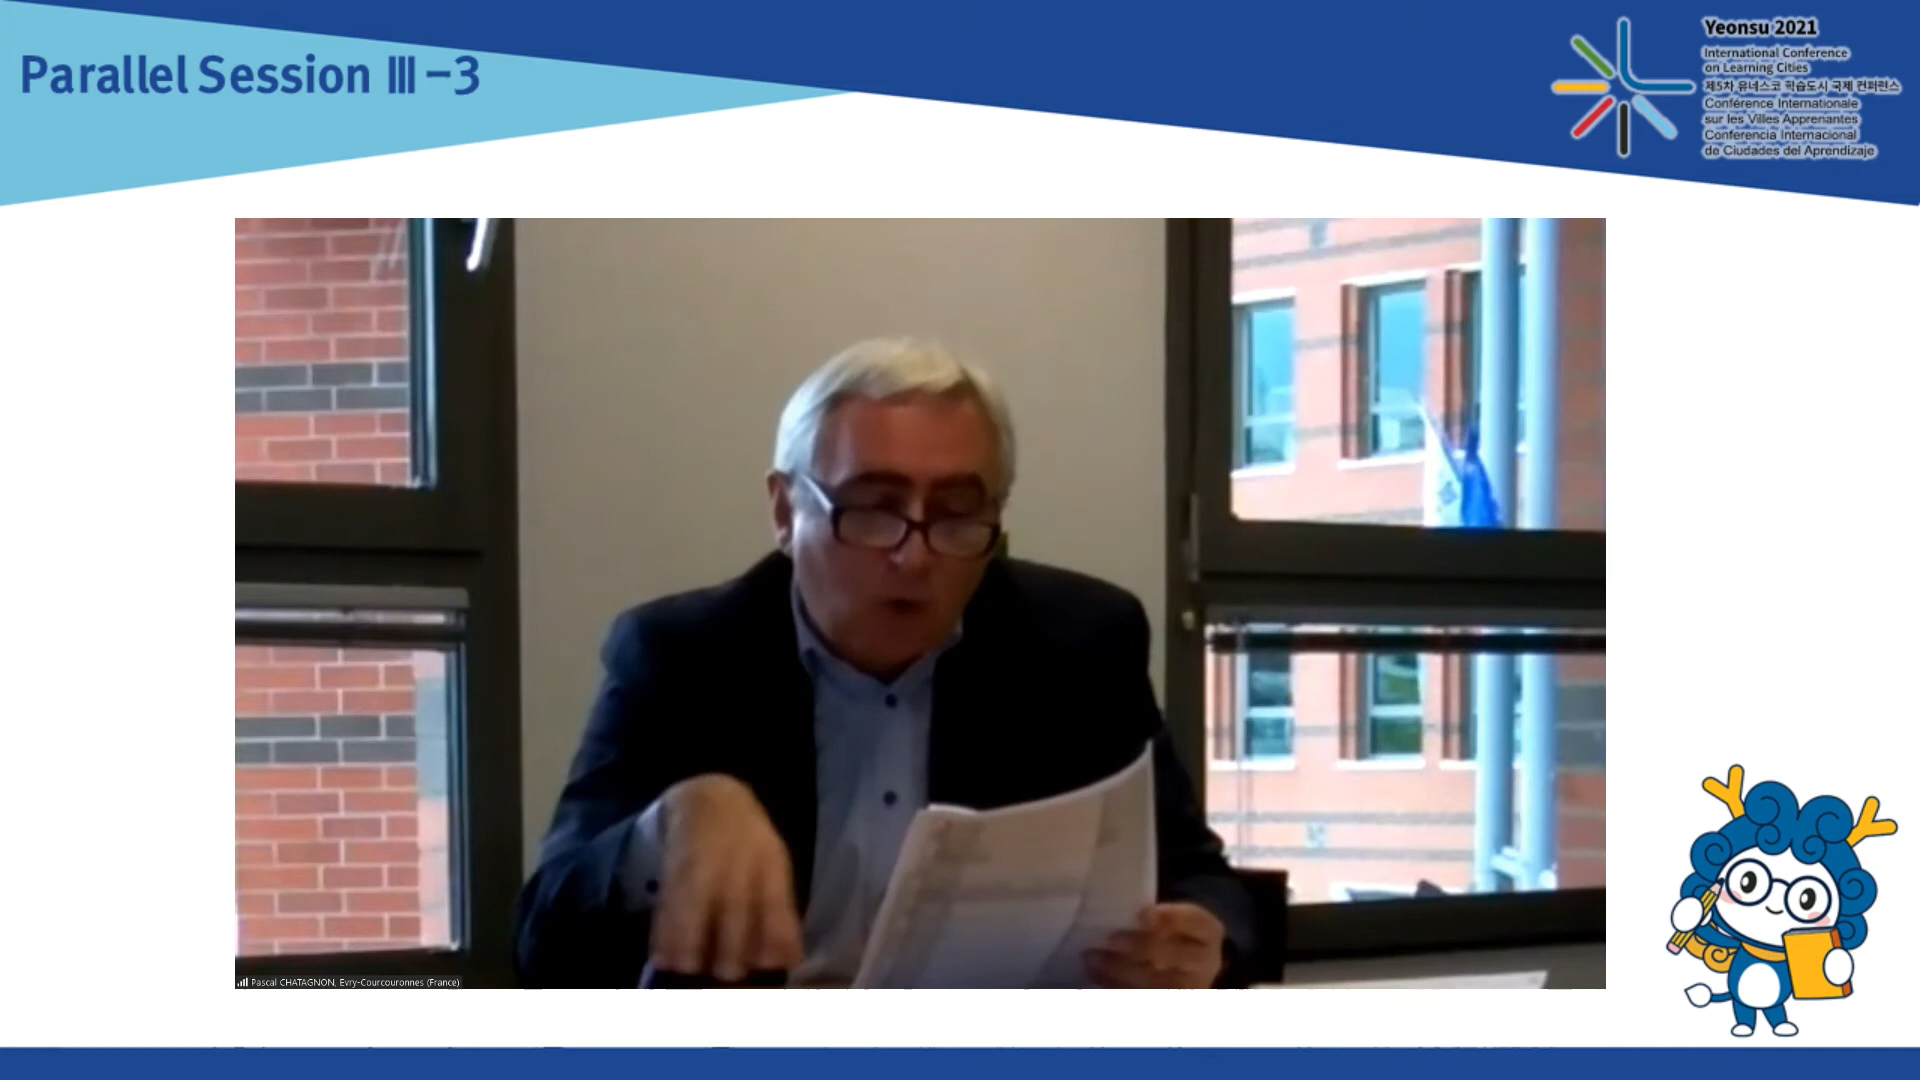 Parallel Session Ⅲ-3
Yeonsu 2021
International Conference
on Learning Cities
제5차 유네스코 학습도시 국제 컨퍼런스
Conférence Internationale
sur les Villes Apprenantes
Conferencia Internacional
de Ciudades del Aprendizaje
Pascal CHATAGNON, Evry-Courcouronnes (France)